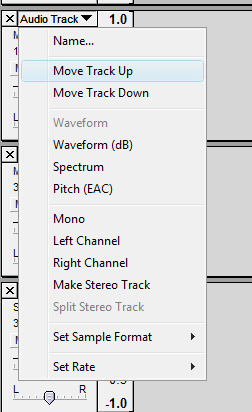 Audio Track 1.0
Name...
Move Track Up
Move Track Down
Waveform
Waveform (dB)
Spectrum
Pitch (EAC)
Mono
Left Channel
Right Channel
Make Stereo Track
Split Stereo Track
Set Sample Format
Set Rate
L R
-1.0